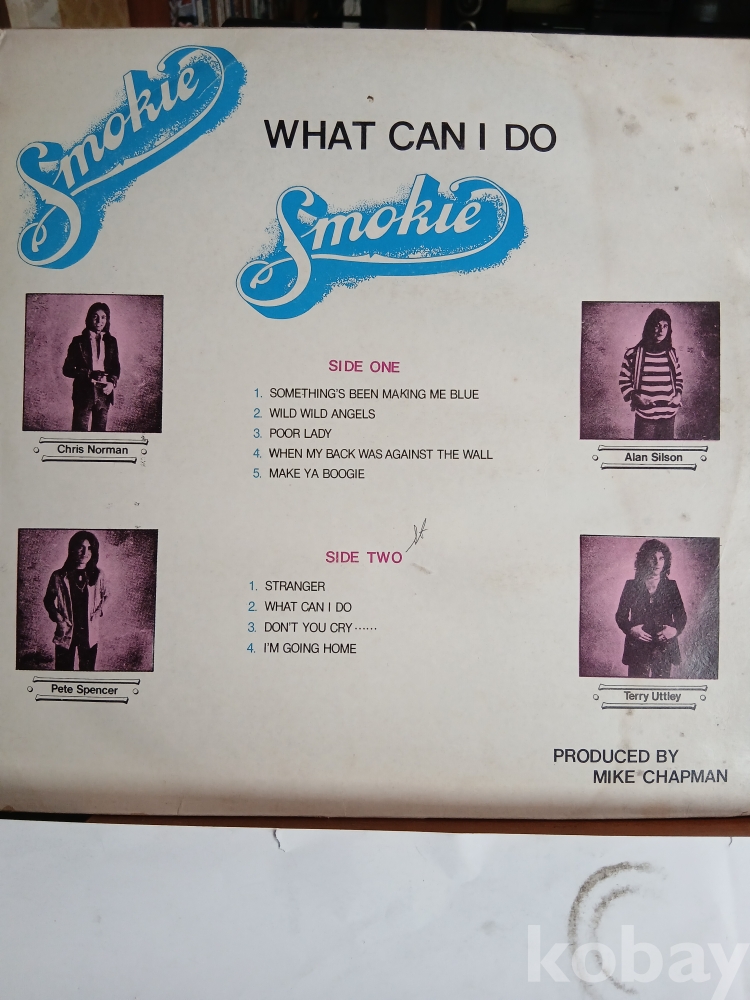 Smokie
WHAT CAN I DO
Smokie
Chris Norman
Alan Silson
Pete Spencer
Terry Uttley
SIDE ONE
1. SOMETHING'S BEEN MAKING ME BLUE
2. WILD WILD ANGELS
3. POOR LADY
4. WHEN MY BACK WAS AGAINST THE WALL
5. MAKE YA BOOGIE
SIDE TWO
1. STRANGER
2. WHAT CAN I DO
3. DON'T YOU CRY ······
4. I'M GOING HOME
PRODUCED BY
MIKE CHAPMAN
kobay